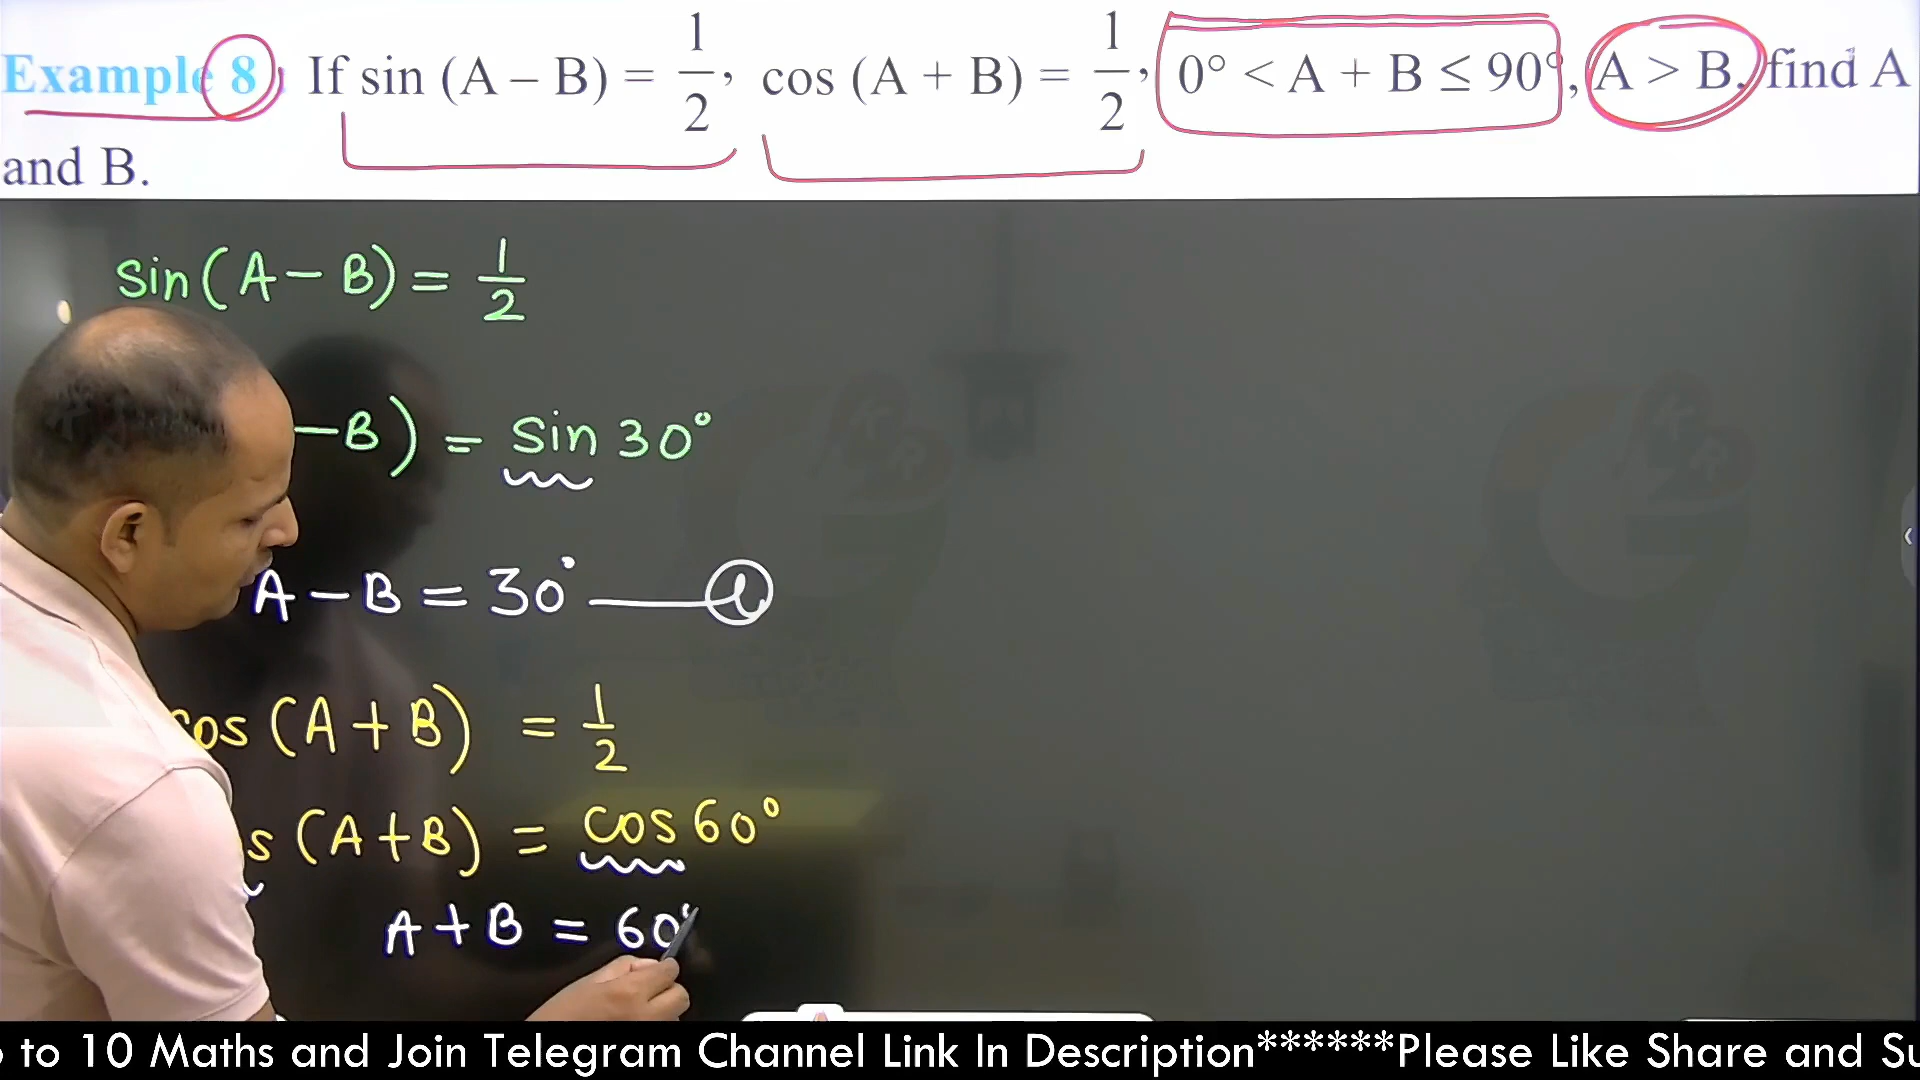 Example 8 : If sin (A – B) = 1/2, cos (A + B) = 1/2, 0° < A + B ≤ 90°, A > B, find A
and B.
sin(A − B) = 1/2
−B) = sin 30°
A − B = 30° —— 1
cos (A + B) = 1/2
s (A+B) = cos 60°
A + B = 60°
to 10 Maths and Join Telegram Channel Link In Description******Please Like Share and Su